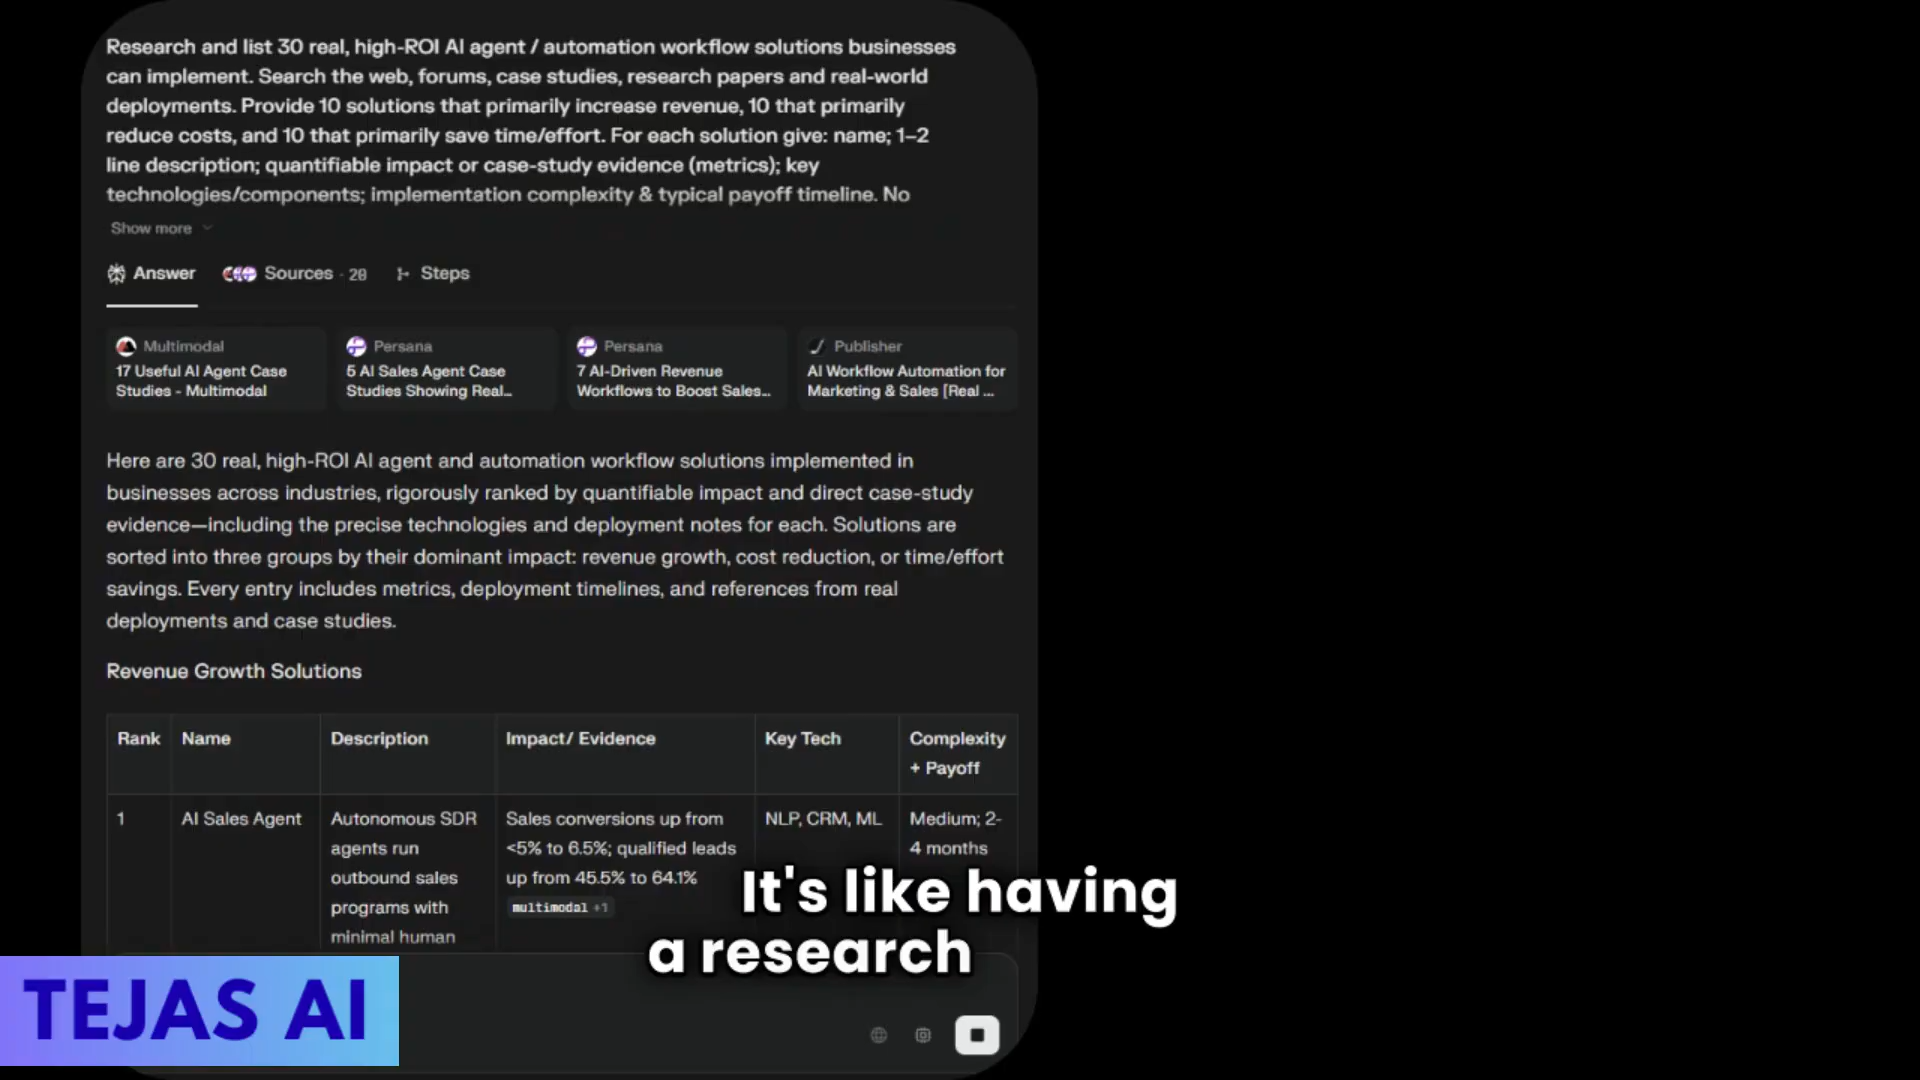 Research and list 30 real, high-ROI AI agent / automation workflow solutions businesses
can implement. Search the web, forums, case studies, research papers and real-world
deployments. Provide 10 solutions that primarily increase revenue, 10 that primarily
reduce costs, and 10 that primarily save time/effort. For each solution give: name; 1–2
line description; quantifiable impact or case-study evidence (metrics); key
technologies/components; implementation complexity & typical payoff timeline. No
Show more
Answer Sources · 20 Steps
Multimodal
17 Useful AI Agent Case
Studies - Multimodal
Persana
5 AI Sales Agent Case
Studies Showing Real...
Persana
7 AI-Driven Revenue
Workflows to Boost Sales...
Publisher
AI Workflow Automation for
Marketing & Sales [Real ...
Here are 30 real, high-ROI AI agent and automation workflow solutions implemented in
businesses across industries, rigorously ranked by quantifiable impact and direct case-study
evidence—including the precise technologies and deployment notes for each. Solutions are
sorted into three groups by their dominant impact: revenue growth, cost reduction, or time/effort
savings. Every entry includes metrics, deployment timelines, and references from real
deployments and case studies.
Revenue Growth Solutions
Rank Name Description Impact/ Evidence Key Tech Complexity
+ Payoff
1 AI Sales Agent Autonomous SDR Sales conversions up from NLP, CRM, ML Medium; 2-
agents run <5% to 6.5%; qualified leads 4 months
outbound sales up from 45.5% to 64.1%
programs with multimodal +1
minimal human
It's like having
a research
TEJAS AI